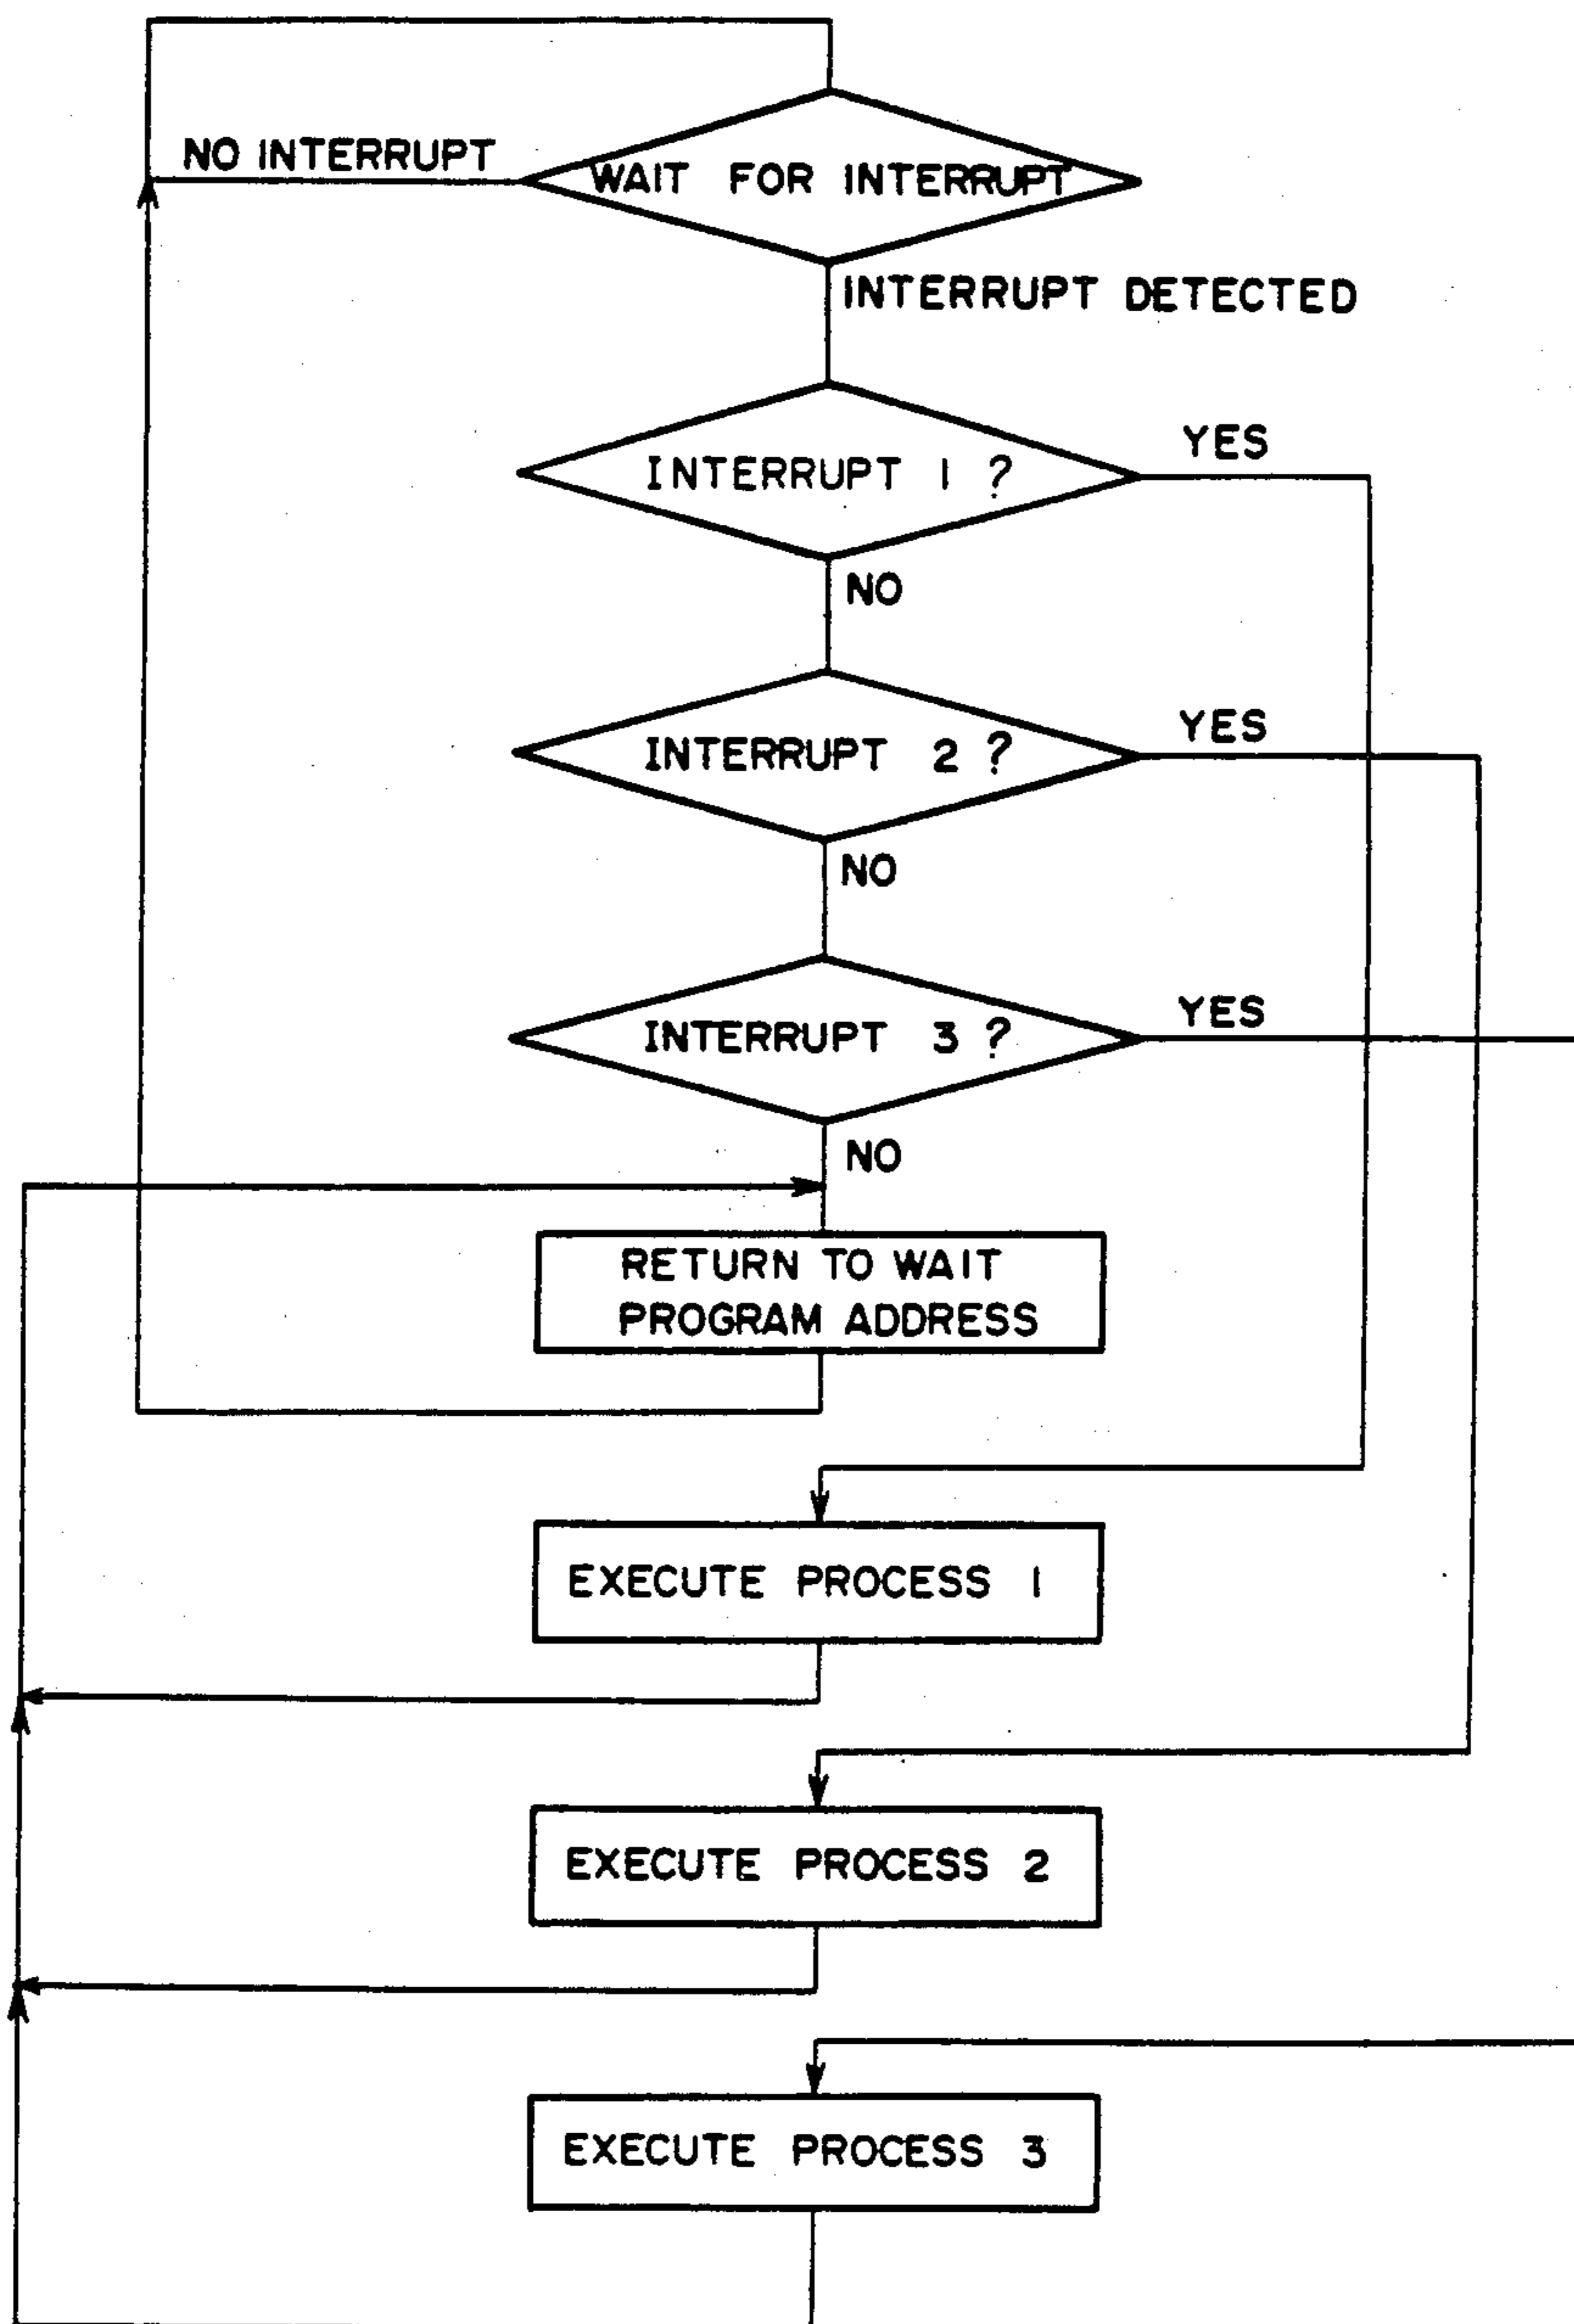 NO INTERRUPT
WAIT FOR INTERRUPT
INTERRUPT DETECTED
INTERRUPT 1 ?
YES
NO
INTERRUPT 2 ?
YES
NO
INTERRUPT 3 ?
YES
NO
RETURN TO WAIT
PROGRAM ADDRESS
EXECUTE PROCESS 1
EXECUTE PROCESS 2
EXECUTE PROCESS 3